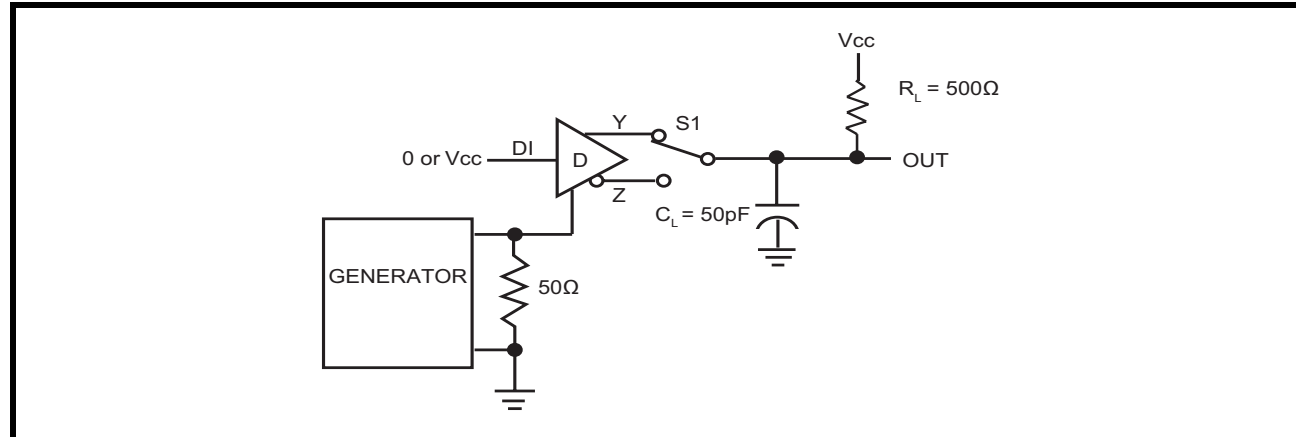 Vcc
R_L = 500Ω
Y
S1
DI
0 or Vcc
D
OUT
Z
C_L = 50pF
GENERATOR
50Ω